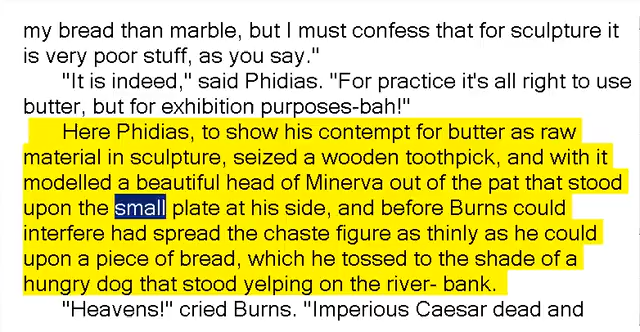 my bread than marble, but I must confess that for sculpture it
is very poor stuff, as you say."
"It is indeed," said Phidias. "For practice it's all right to use
butter, but for exhibition purposes-bah!"
Here Phidias, to show his contempt for butter as raw
material in sculpture, seized a wooden toothpick, and with it
modelled a beautiful head of Minerva out of the pat that stood
upon the small plate at his side, and before Burns could
interfere had spread the chaste figure as thinly as he could
upon a piece of bread, which he tossed to the shade of a
hungry dog that stood yelping on the river- bank.
"Heavens!" cried Burns. "Imperious Caesar dead and